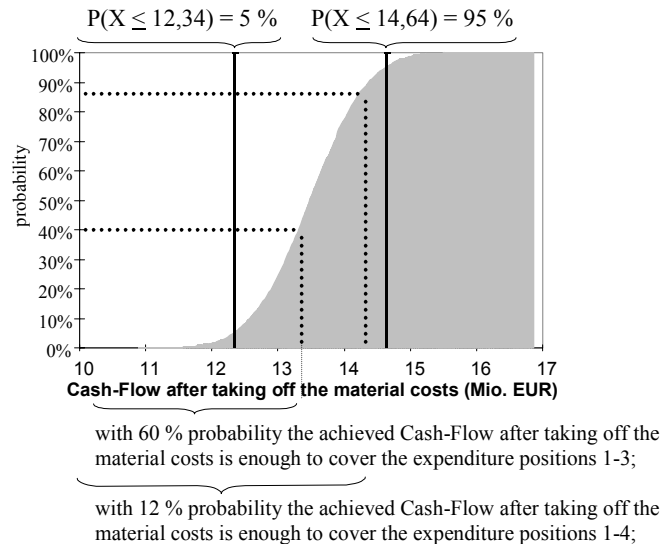 P(X ≤ 12,34) = 5 % P(X ≤ 14,64) = 95 %
100%
90%
80%
70%
60%
50%
40%
30%
20%
10%
0%
probability
10 11 12 13 14 15 16 17
Cash-Flow after taking off the material costs (Mio. EUR)
with 60 % probability the achieved Cash-Flow after taking off the
material costs is enough to cover the expenditure positions 1-3;
with 12 % probability the achieved Cash-Flow after taking off the
material costs is enough to cover the expenditure positions 1-4;